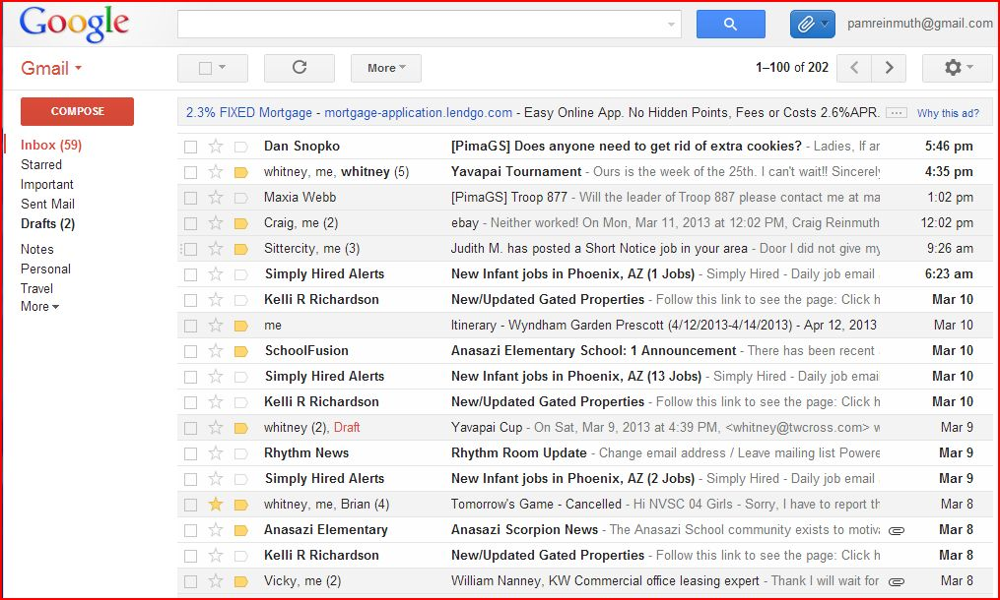 Google pamreinmuth@gmail.com
Gmail More 1–100 of 202
COMPOSE
2.3% FIXED Mortgage - mortgage-application.lendgo.com - Easy Online App. No Hidden Points, Fees or Costs 2.6%APR. Why this ad?
Inbox (59)
Starred
Important
Sent Mail
Drafts (2)
Notes
Personal
Travel
More
Dan Snopko [PimaGS] Does anyone need to get rid of extra cookies? - Ladies, If ar 5:46 pm
whitney, me, whitney (5) Yavapai Tournament - Ours is the week of the 25th. I can't wait!! Sincerely 4:35 pm
Maxia Webb [PimaGS] Troop 877 - Will the leader of Troop 887 please contact me at ma 1:02 pm
Craig, me (2) ebay - Neither worked! On Mon, Mar 11, 2013 at 12:02 PM, Craig Reinmuth 12:02 pm
Sittercity, me (3) Judith M. has posted a Short Notice job in your area - Door I did not give my 9:26 am
Simply Hired Alerts New Infant jobs in Phoenix, AZ (1 Jobs) - Simply Hired - Daily job email 6:23 am
Kelli R Richardson New/Updated Gated Properties - Follow this link to see the page: Click h Mar 10
me Itinerary - Wyndham Garden Prescott (4/12/2013-4/14/2013) - Apr 12, 2013 Mar 10
SchoolFusion Anasazi Elementary School: 1 Announcement - There has been recent Mar 10
Simply Hired Alerts New Infant jobs in Phoenix, AZ (13 Jobs) - Simply Hired - Daily job emai Mar 10
Kelli R Richardson New/Updated Gated Properties - Follow this link to see the page: Click h Mar 10
whitney (2), Draft Yavapai Cup - On Sat, Mar 9, 2013 at 4:39 PM, <whitney@twcross.com> w Mar 9
Rhythm News Rhythm Room Update - Change email address / Leave mailing list Powere Mar 9
Simply Hired Alerts New Infant jobs in Phoenix, AZ (2 Jobs) - Simply Hired - Daily job email Mar 9
whitney, me, Brian (4) Tomorrow's Game - Cancelled - Hi NVSC 04 Girls - Sorry, I have to report th Mar 8
Anasazi Elementary Anasazi Scorpion News - The Anasazi School community exists to motiva Mar 8
Kelli R Richardson New/Updated Gated Properties - Follow this link to see the page: Click h Mar 8
Vicky, me (2) William Nanney, KW Commercial office leasing expert - Thank I will wait for Mar 8